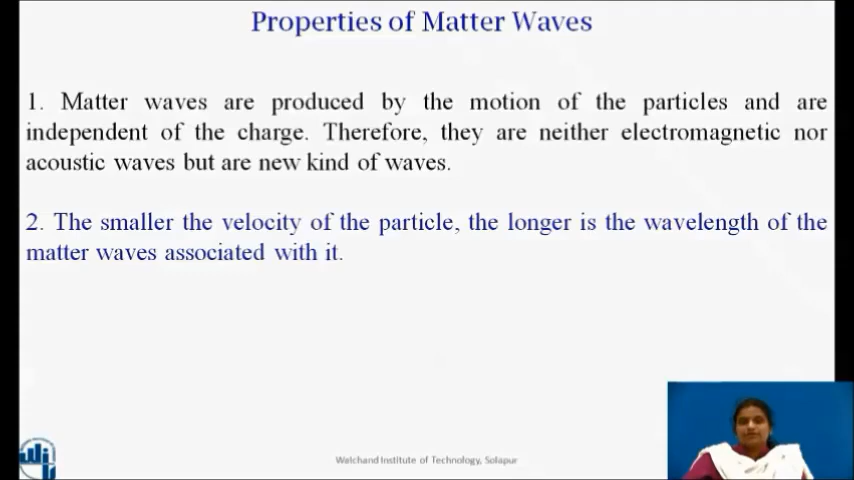 Properties of Matter Waves
1. Matter waves are produced by the motion of the particles and are
independent of the charge. Therefore, they are neither electromagnetic nor
acoustic waves but are new kind of waves.
2. The smaller the velocity of the particle, the longer is the wavelength of the
matter waves associated with it.
Walchand Institute of Technology, Solapur